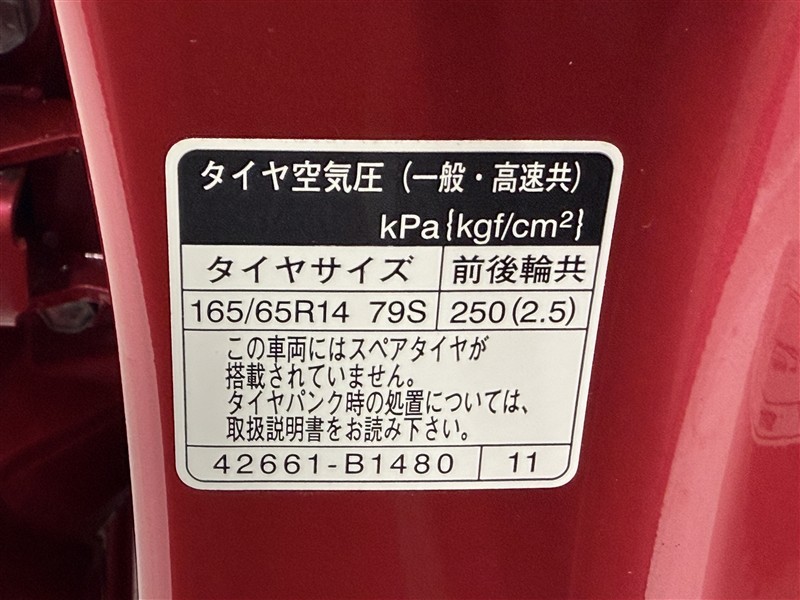 タイヤ空気圧（一般・高速共）
kPa{kgf/cm²}
タイヤサイズ 前後輪共
165/65R14 79S 250(2.5)
この車両にはスペアタイヤが
搭載されていません。
タイヤパンク時の処置については、
取扱説明書をお読み下さい。
42661-B1480 11